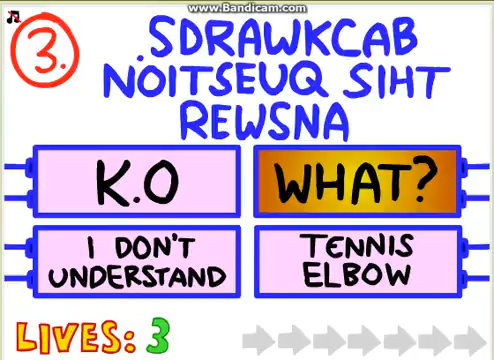 www.Bandicam.com
3.
.SDRAWKCAB
NOITSEUQ SIHT
REWSNA
K.O
WHAT?
I DON'T
UNDERSTAND
TENNIS
ELBOW
LIVES: 3